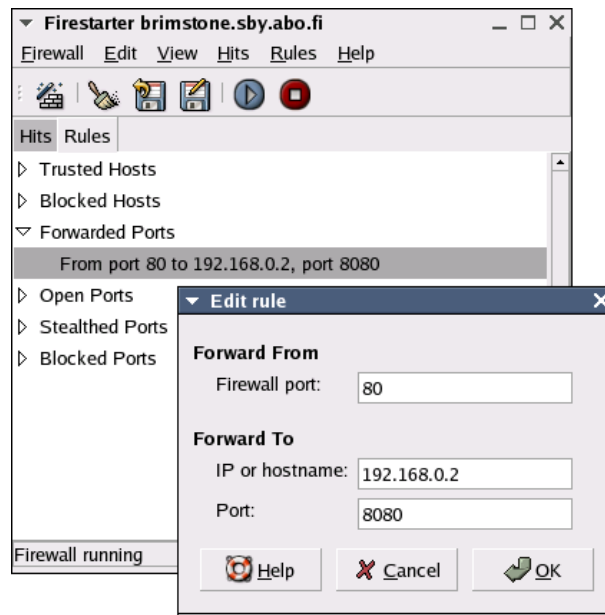 Firestarter brimstone.sby.abo.fi
Firewall Edit View Hits Rules Help
Hits Rules
Trusted Hosts
Blocked Hosts
Forwarded Ports
From port 80 to 192.168.0.2, port 8080
Open Ports
Stealthed Ports
Blocked Ports
Firewall running
Edit rule
Forward From
Firewall port: 80
Forward To
IP or hostname: 192.168.0.2
Port: 8080
Help Cancel OK